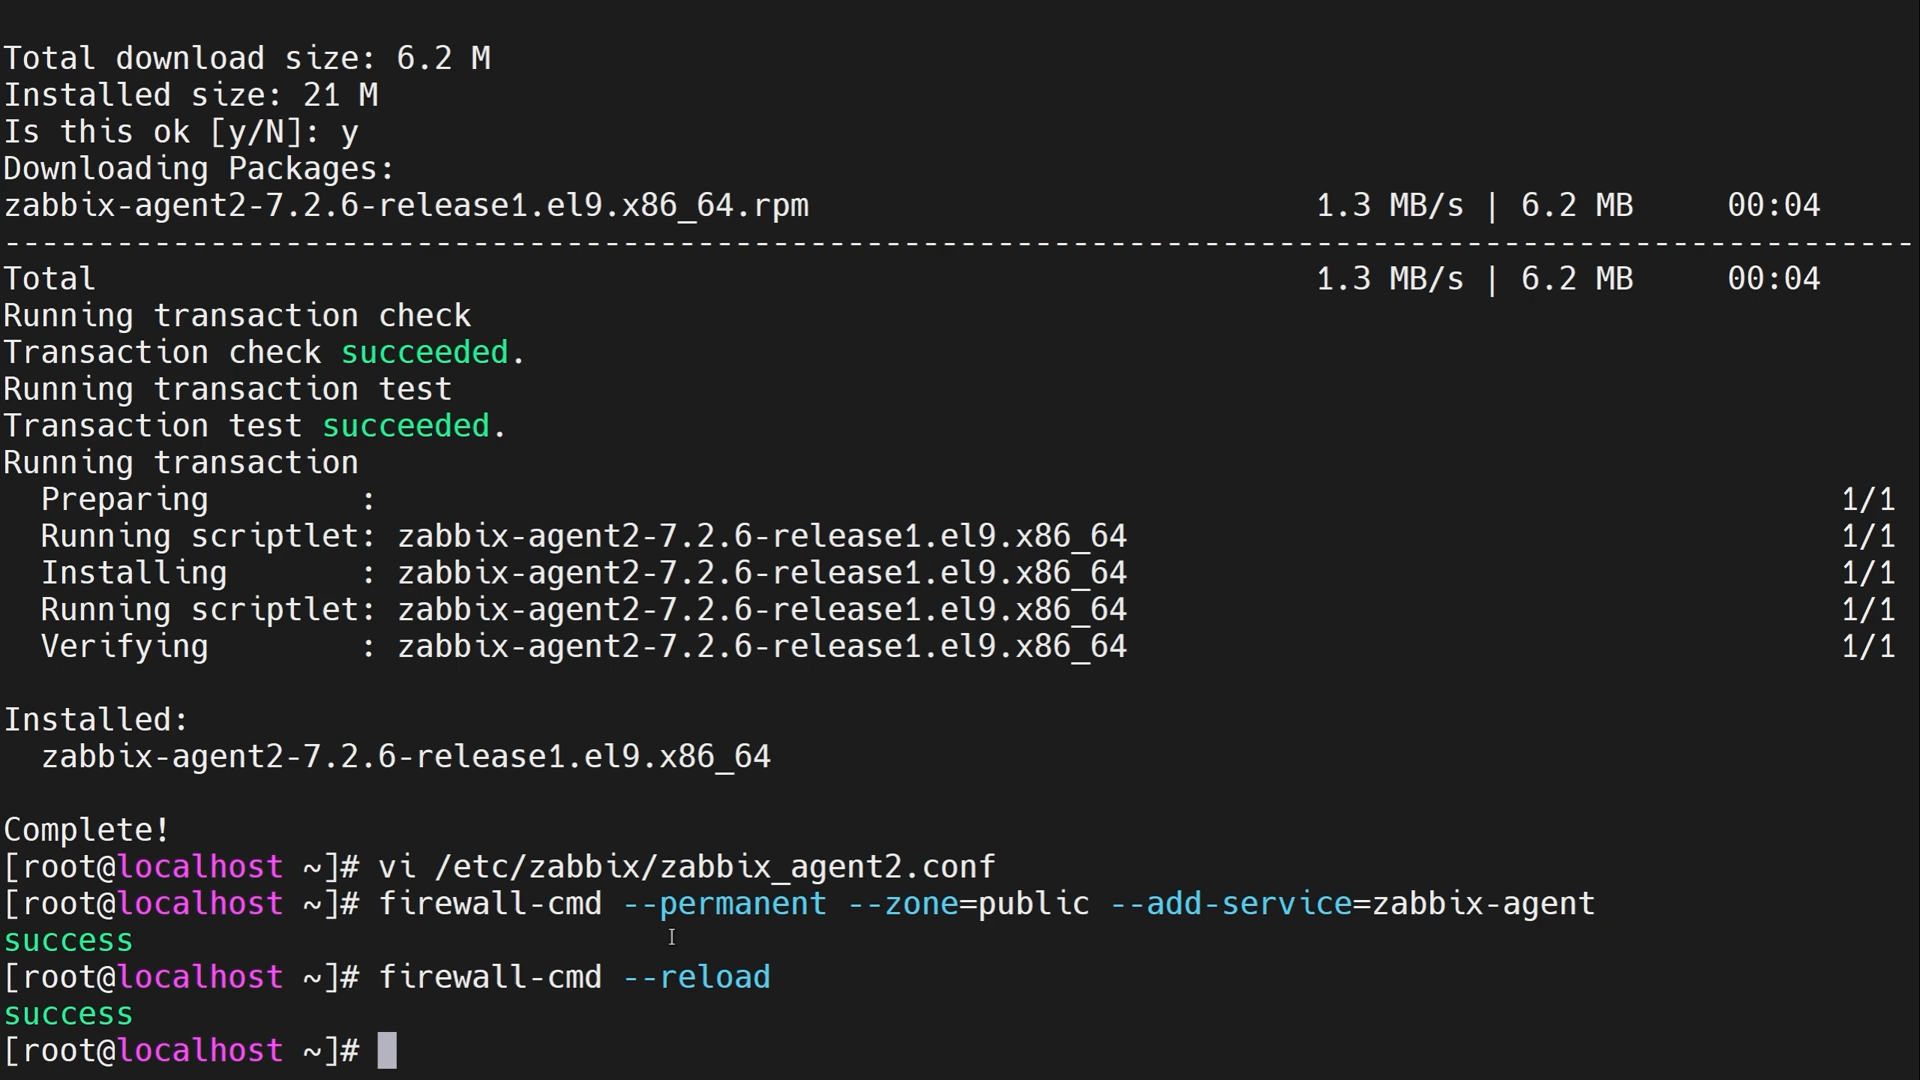 Total download size: 6.2 M
Installed size: 21 M
Is this ok [y/N]: y
Downloading Packages:
zabbix-agent2-7.2.6-release1.el9.x86_64.rpm 1.3 MB/s | 6.2 MB 00:04
--------------------------------------------------------------------------------
Total 1.3 MB/s | 6.2 MB 00:04
Running transaction check
Transaction check succeeded.
Running transaction test
Transaction test succeeded.
Running transaction
  Preparing        : 1/1
  Running scriptlet: zabbix-agent2-7.2.6-release1.el9.x86_64 1/1
  Installing       : zabbix-agent2-7.2.6-release1.el9.x86_64 1/1
  Running scriptlet: zabbix-agent2-7.2.6-release1.el9.x86_64 1/1
  Verifying        : zabbix-agent2-7.2.6-release1.el9.x86_64 1/1
Installed:
  zabbix-agent2-7.2.6-release1.el9.x86_64
Complete!
[root@localhost ~]# vi /etc/zabbix/zabbix_agent2.conf
[root@localhost ~]# firewall-cmd --permanent --zone=public --add-service=zabbix-agent
success
[root@localhost ~]# firewall-cmd --reload
success
[root@localhost ~]#